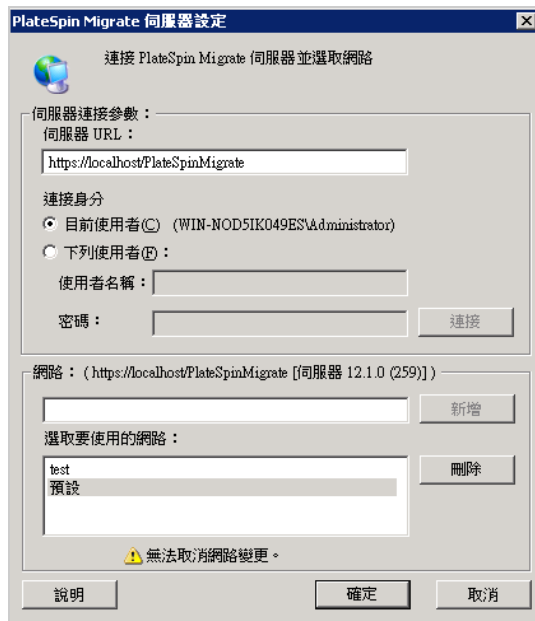 PlateSpin Migrate 伺服器設定
連接 PlateSpin Migrate 伺服器並選取網路
伺服器連接參數：
伺服器 URL：
https://localhost/PlateSpinMigrate
連接身分
目前使用者(C) (WIN-NOD5IK049ES\Administrator)
下列使用者(F)：
使用者名稱：
密碼：
連接
網路： ( https://localhost/PlateSpinMigrate [伺服器 12.1.0 (259)] )
新增
選取要使用的網路：
test
刪除
預設
無法取消網路變更。
說明 確定 取消